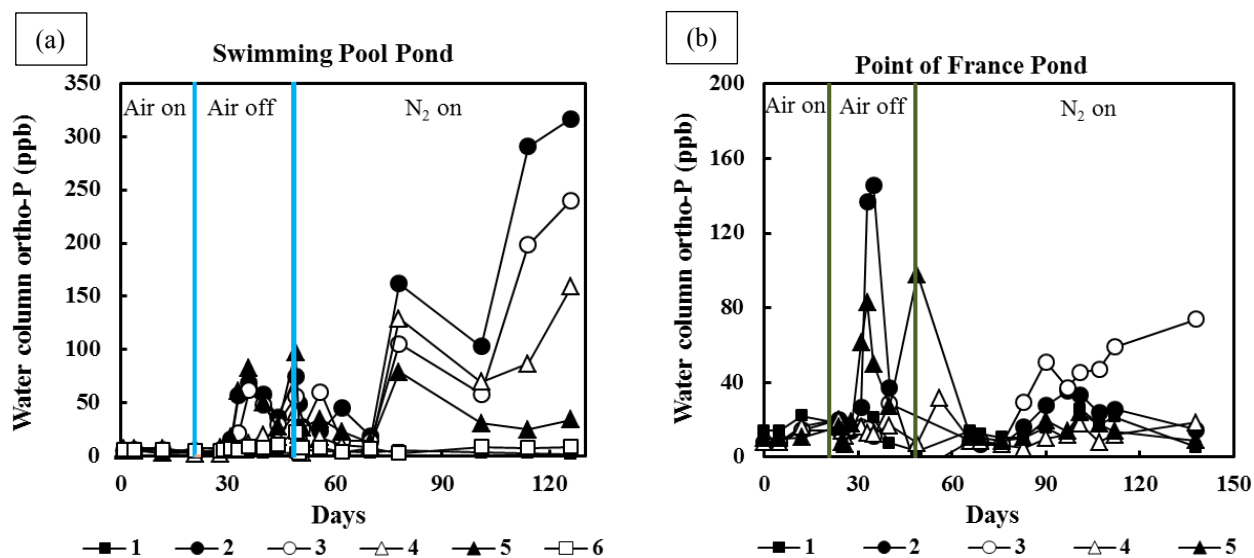 (a)
Swimming Pool Pond
350
300
250
200
150
100
50
0
Water column ortho-P (ppb)
Air on
Air off
N₂ on
0
30
60
90
120
Days
1
2
3
4
5
6
(b)
Point of France Pond
200
160
120
80
40
0
Water column ortho-P (ppb)
Air on
Air off
N₂ on
0
30
60
90
120
150
Days
1
2
3
4
5